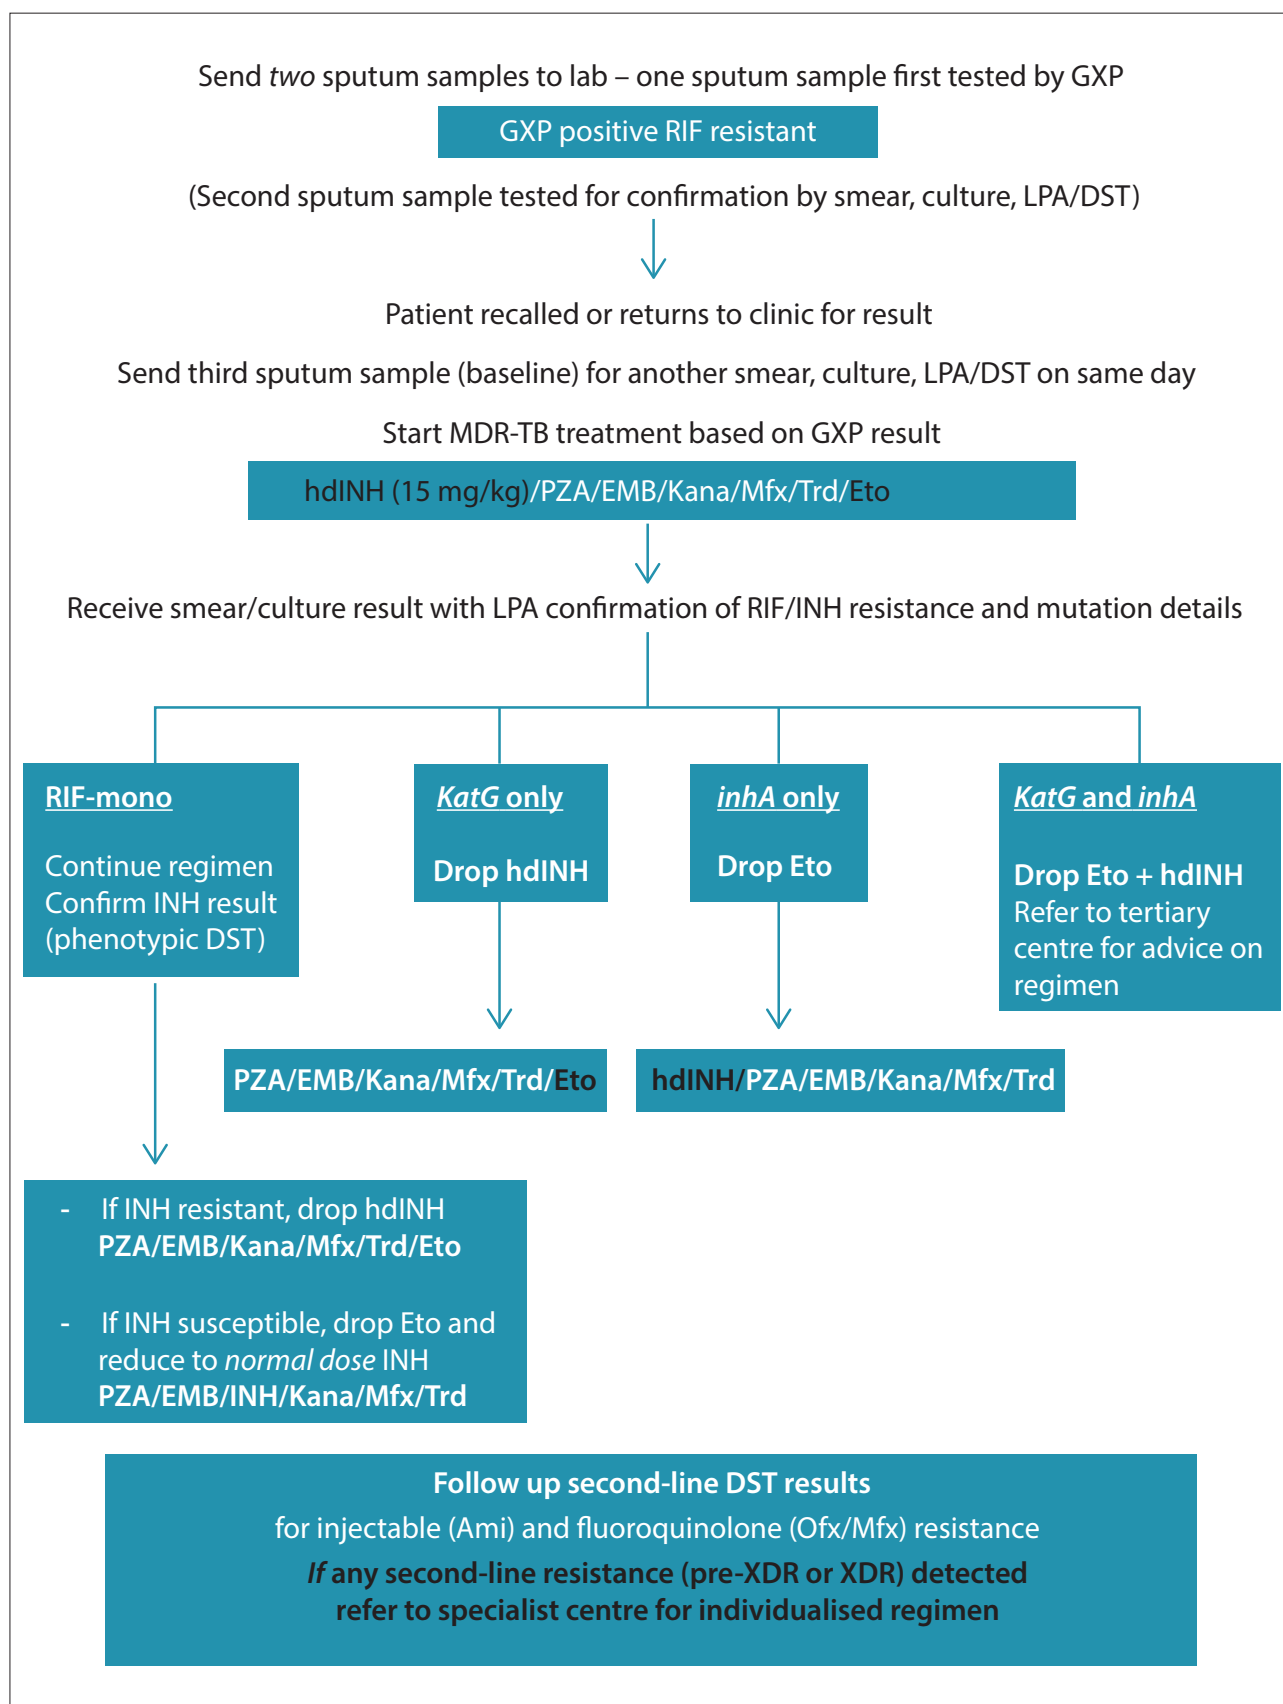 Send two sputum samples to lab – one sputum sample first tested by GXP
GXP positive RIF resistant
(Second sputum sample tested for confirmation by smear, culture, LPA/DST)
Patient recalled or returns to clinic for result
Send third sputum sample (baseline) for another smear, culture, LPA/DST on same day
Start MDR-TB treatment based on GXP result
hdINH (15 mg/kg)/PZA/EMB/Kana/Mfx/Trd/Eto
Receive smear/culture result with LPA confirmation of RIF/INH resistance and mutation details
RIF-mono
Continue regimen
Confirm INH result
(phenotypic DST)
KatG only
Drop hdINH
inhA only
Drop Eto
KatG and inhA
Drop Eto + hdINH
Refer to tertiary
centre for advice on
regimen
PZA/EMB/Kana/Mfx/Trd/Eto
hdINH/PZA/EMB/Kana/Mfx/Trd
- If INH resistant, drop hdINH
PZA/EMB/Kana/Mfx/Trd/Eto
- If INH susceptible, drop Eto and
reduce to normal dose INH
PZA/EMB/INH/Kana/Mfx/Trd
Follow up second-line DST results
for injectable (Ami) and fluoroquinolone (Ofx/Mfx) resistance
If any second-line resistance (pre-XDR or XDR) detected
refer to specialist centre for individualised regimen